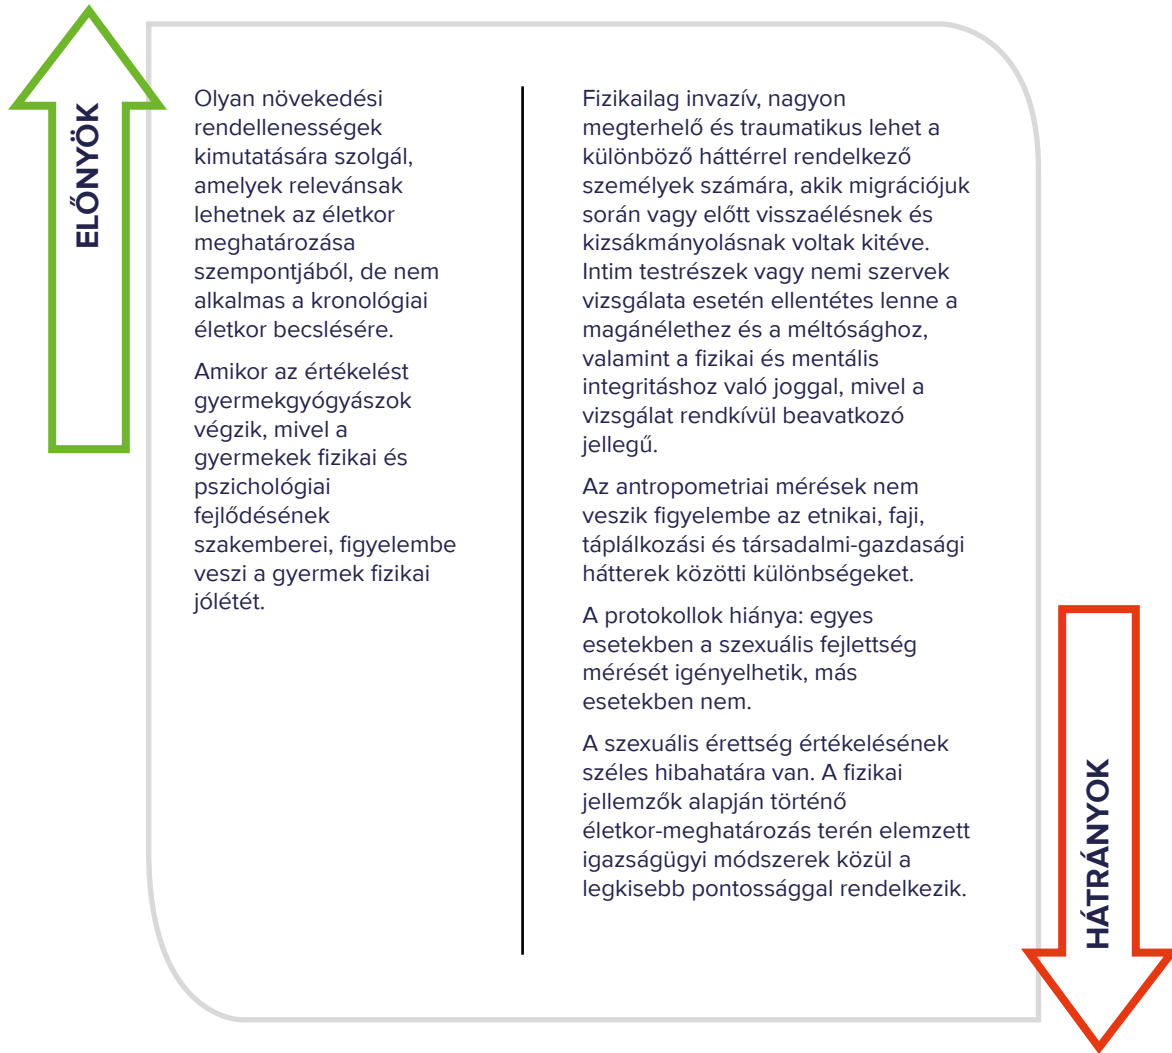 ELŐNYÖK
Olyan növekedési
rendellenességek
kimutatására szolgál,
amelyek relevánsak
lehetnek az életkor
meghatározása
szempontjából, de nem
alkalmas a kronológiai
életkor becslésére.
Amikor az értékelést
gyermekgyógyászok
végzik, mivel a
gyermekek fizikai és
pszichológiai
fejlődésének
szakemberei, figyelembe
veszi a gyermek fizikai
jólétét.
Fizikailag invazív, nagyon
megterhelő és traumatikus lehet a
különböző háttérrel rendelkező
személyek számára, akik migrációjuk
során vagy előtt visszaélésnek és
kizsákmányolásnak voltak kitéve.
Intim testrészek vagy nemi szervek
vizsgálata esetén ellentétes lenne a
magánélethez és a méltósághoz,
valamint a fizikai és mentális
integritáshoz való joggal, mivel a
vizsgálat rendkívül beavatkozó
jellegű.
Az antropometriai mérések nem
veszik figyelembe az etnikai, faji,
táplálkozási és társadalmi-gazdasági
hátterek közötti különbségeket.
A protokollok hiánya: egyes
esetekben a szexuális fejlettség
mérését igényelhetik, más
esetekben nem.
A szexuális érettség értékelésének
széles hibahatára van. A fizikai
jellemzők alapján történő
életkor-meghatározás terén elemzett
igazságügyi módszerek közül a
legkisebb pontossággal rendelkezik.
HÁTRÁNYOK